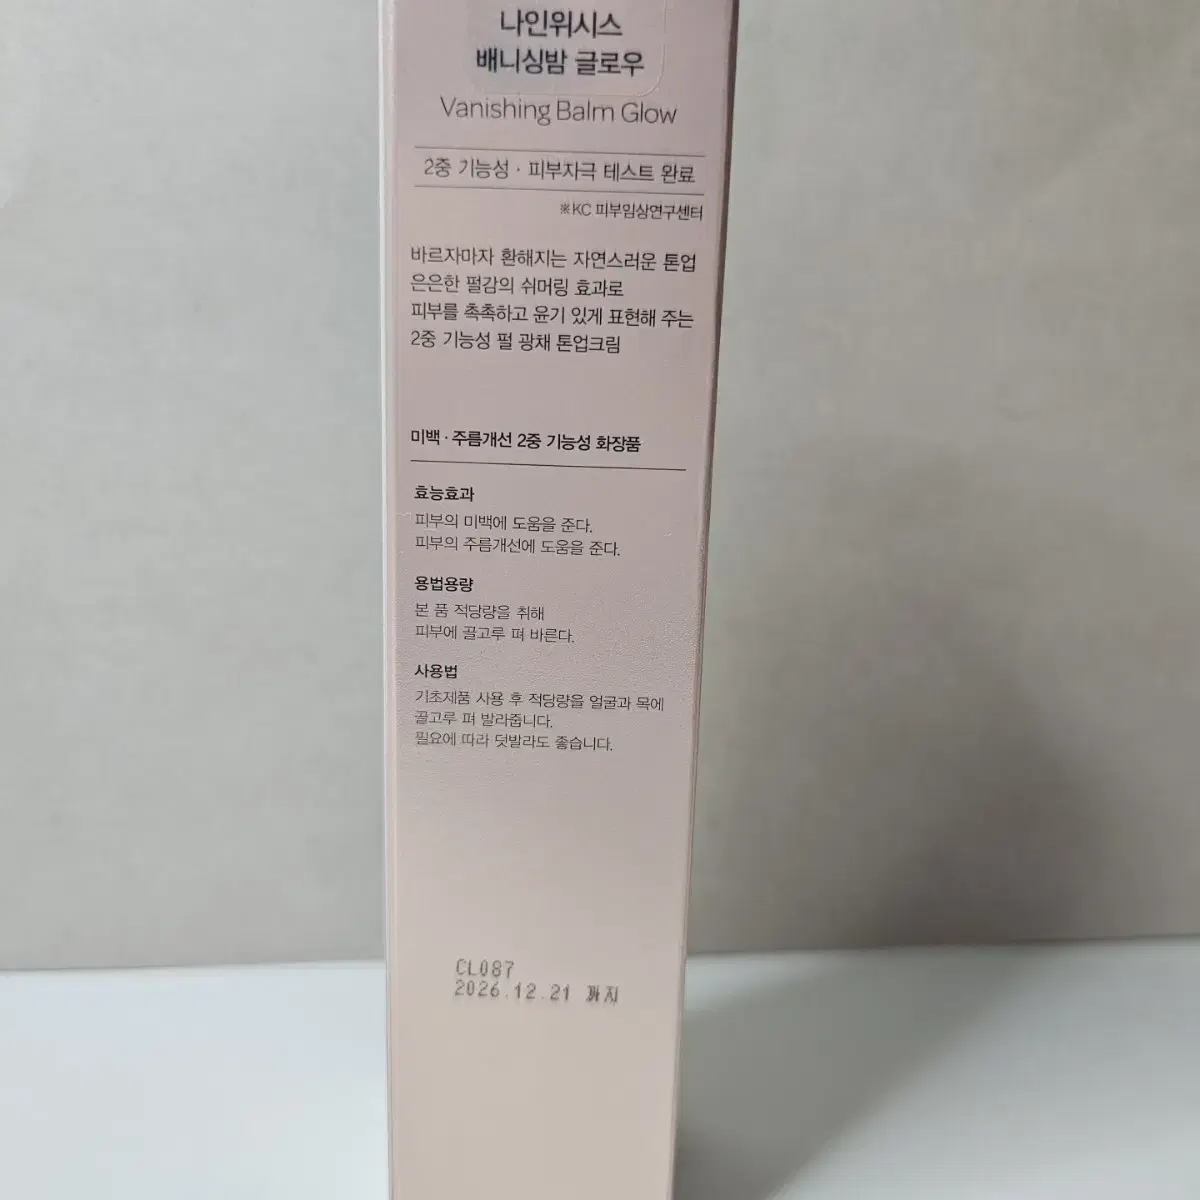 나인위시스
배니싱밤 글로우
Vanishing Balm Glow
2중 기능성 · 피부자극 테스트 완료
※KC 피부임상연구센터
바르자마자 환해지는 자연스러운 톤업
은은한 펄감의 쉬머링 효과로
피부를 촉촉하고 윤기 있게 표현해 주는
2중 기능성 펄 광채 톤업크림
미백 · 주름개선 2중 기능성 화장품
효능효과
피부의 미백에 도움을 준다.
피부의 주름개선에 도움을 준다.
용법용량
본 품 적당량을 취해
피부에 골고루 펴 바른다.
사용법
기초제품 사용 후 적당량을 얼굴과 목에
골고루 펴 발라줍니다.
필요에 따라 덧발라도 좋습니다.
CL087
2026.12.21 까지